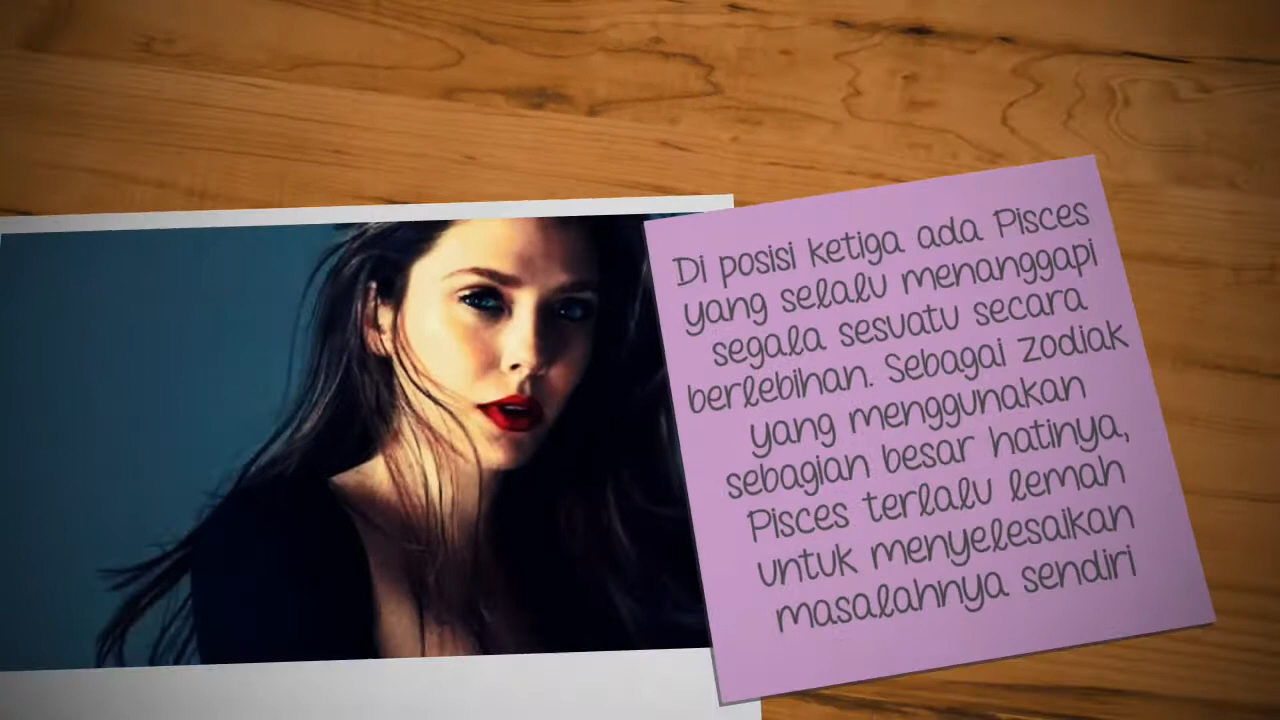 Di posisi ketiga ada Pisces
yang selalu menanggapi
segala sesuatu secara
berlebihan. Sebagai zodiak
yang menggunakan
sebagian besar hatinya,
Pisces terlalu lemah
untuk menyelesaikan
masalahnya sendiri